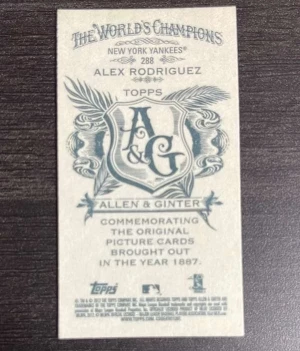 THE WORLD'S CHAMPIONS
NEW YORK YANKEES®
288
ALEX RODRIGUEZ
TOPPS
A&G
ALLEN & GINTER
COMMEMORATING
THE ORIGINAL
PICTURE CARDS
BROUGHT OUT
IN THE YEAR 1887.
Topps